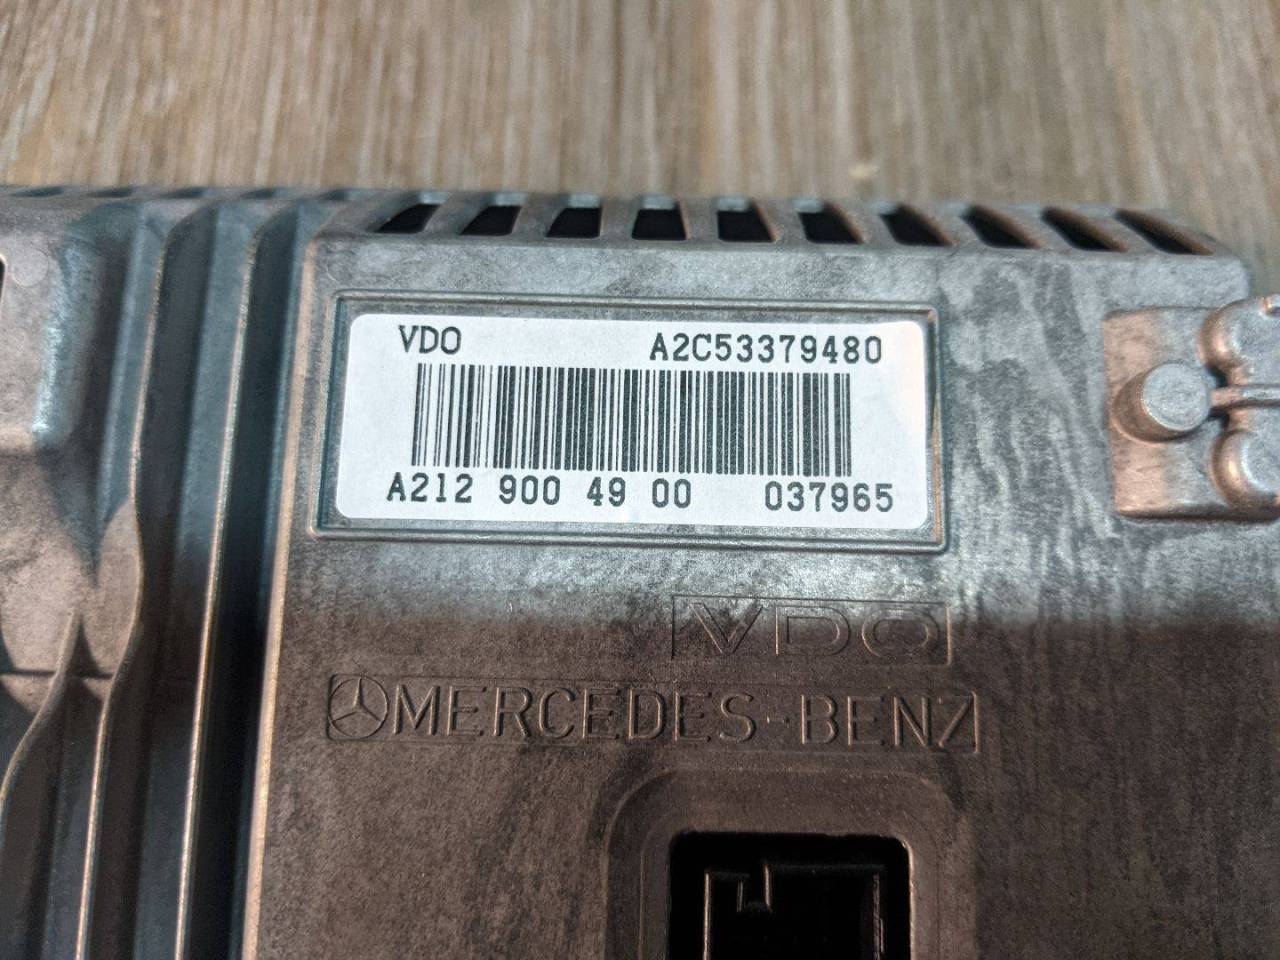 VDO A2C53379480
A212 900 49 00 037965
VDO
MERCEDES-BENZ